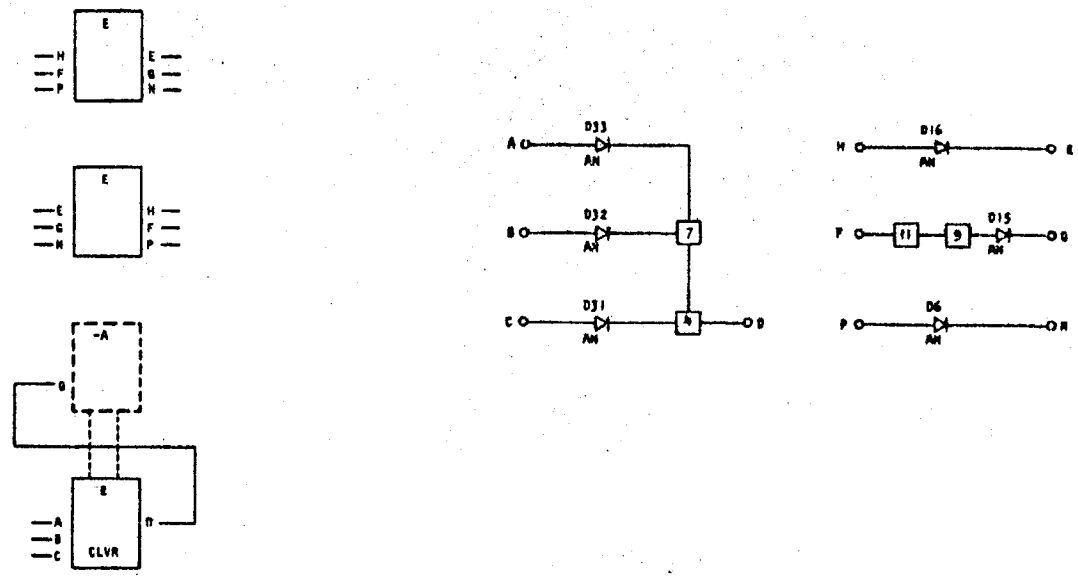 E
H E
F G
P N
E
E H
G F
N P
-A
E
A
B
C
CLVR
D33
A
AN
D32
B 7
AN
D31
C 4 D
AN
D16
H
AN
D15
F 11 9
AN
D6
P N
AN